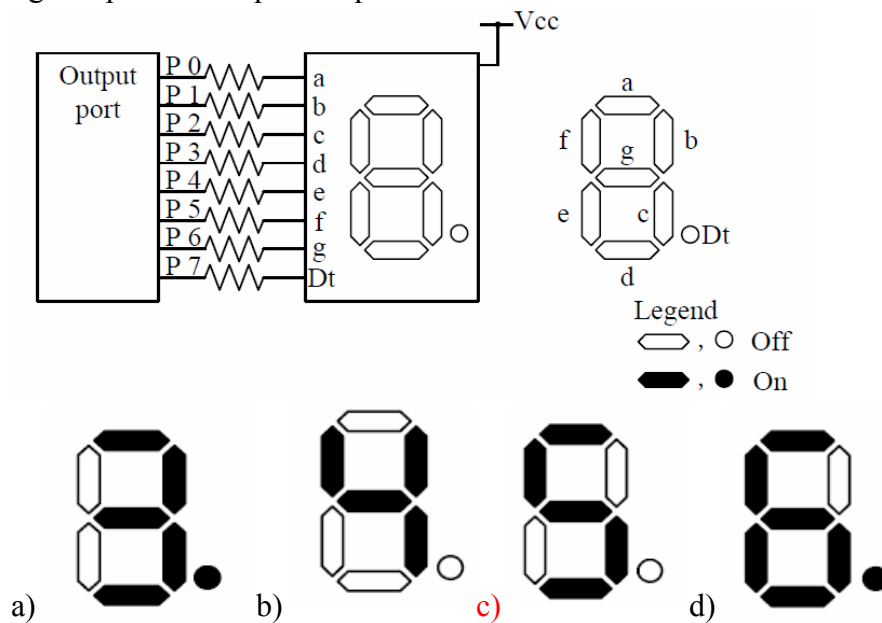 Vcc
Output
port
P 0
P 1
P 2
P 3
P 4
P 5
P 6
P 7
a
b
c
d
e
f
g
Dt
a
f
b
g
e
c
Dt
d
Legend
, Off
, On
a) b) c) d)